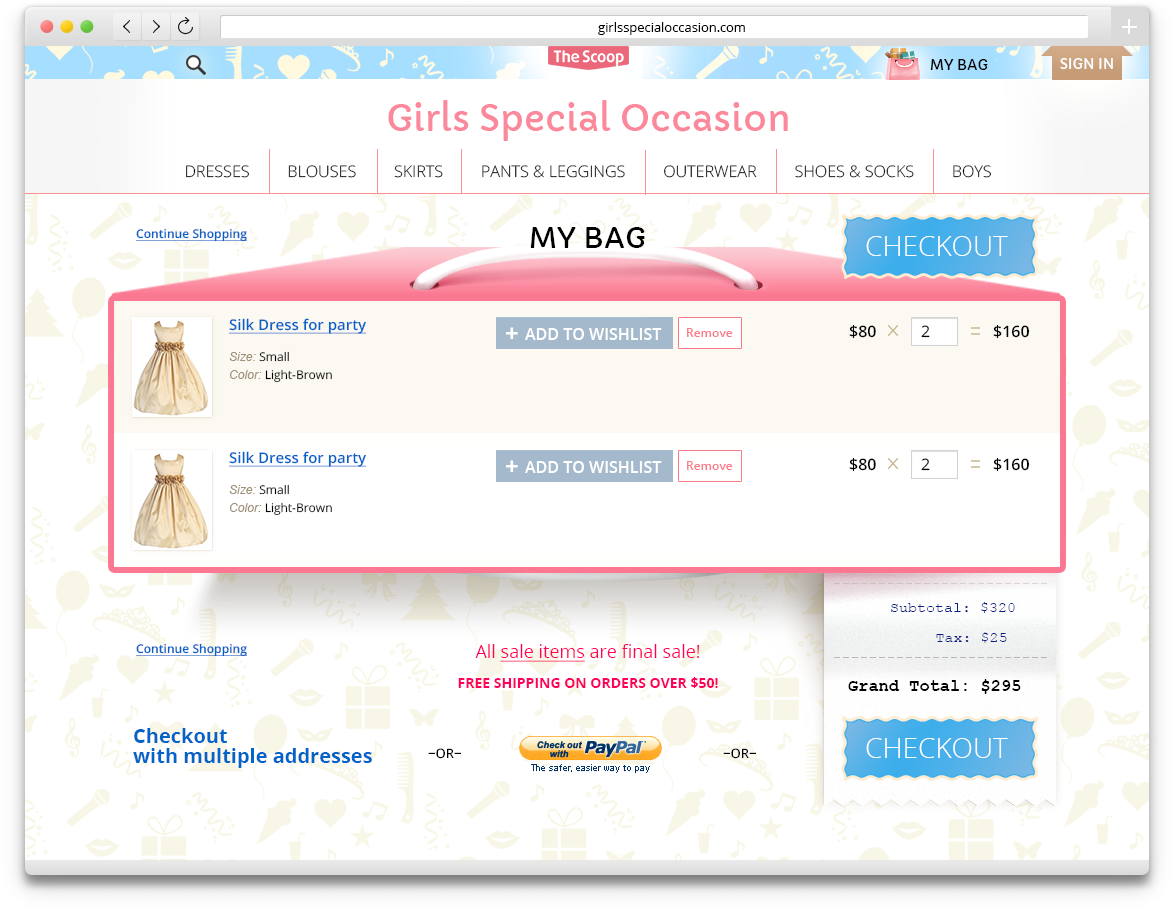 girlsspecialoccasion.com
The Scoop
MY BAG
SIGN IN
Girls Special Occasion
DRESSES
BLOUSES
SKIRTS
PANTS & LEGGINGS
OUTERWEAR
SHOES & SOCKS
BOYS
Continue Shopping
MY BAG
CHECKOUT
Silk Dress for party
+ ADD TO WISHLIST
Remove
$80 × 2 = $160
Size: Small
Color: Light-Brown
Silk Dress for party
+ ADD TO WISHLIST
Remove
$80 × 2 = $160
Size: Small
Color: Light-Brown
Subtotal: $320
Tax: $25
Grand Total: $295
Continue Shopping
All sale items are final sale!
FREE SHIPPING ON ORDERS OVER $50!
Checkout
with multiple addresses
–OR–
Check out
with PayPal
The safer, easier way to pay
–OR–
CHECKOUT